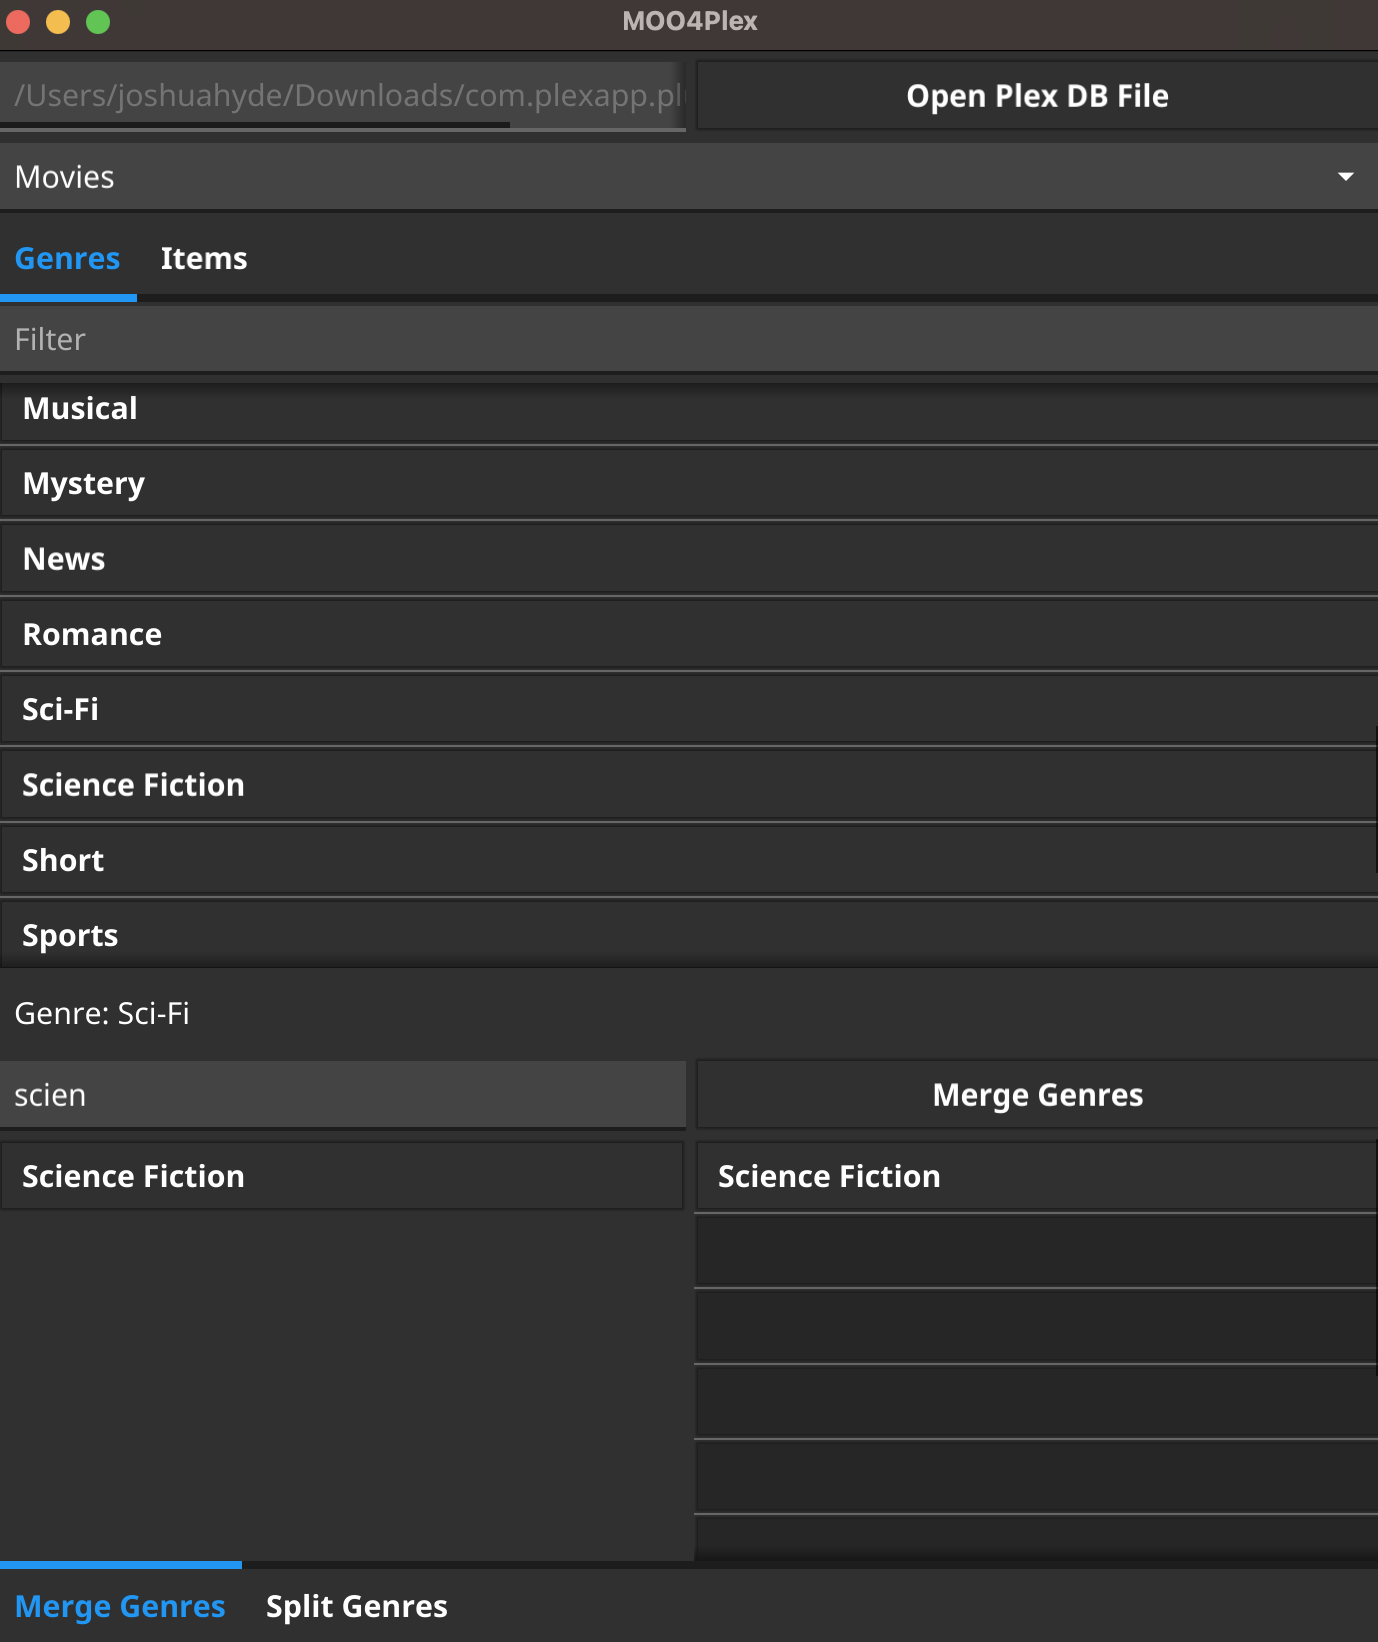 MOO4Plex
/Users/joshuahyde/Downloads/com.plexapp.pl
Open Plex DB File
Movies
Genres Items
Filter
Musical
Mystery
News
Romance
Sci-Fi
Science Fiction
Short
Sports
Genre: Sci-Fi
scien
Merge Genres
Science Fiction
Science Fiction
Merge Genres Split Genres